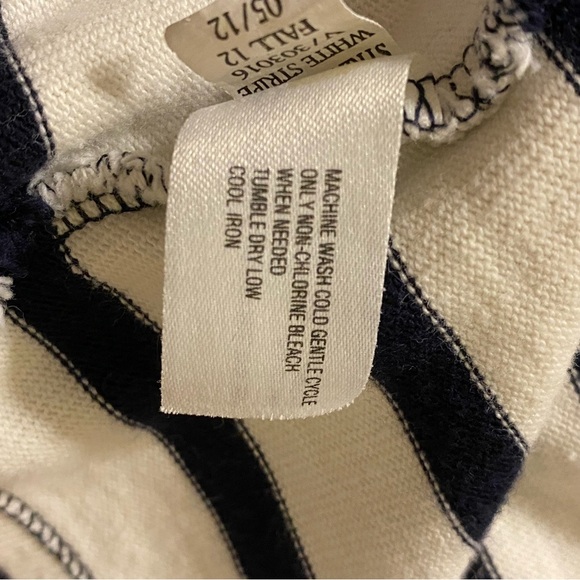 MACHINE WASH COLD GENTLE CYCLE
ONLY NON-CHLORINE BLEACH
WHEN NEEDED
TUMBLE DRY LOW
COOL IRON
WHITE STRIPE
V/303016
FALL 12
05/12